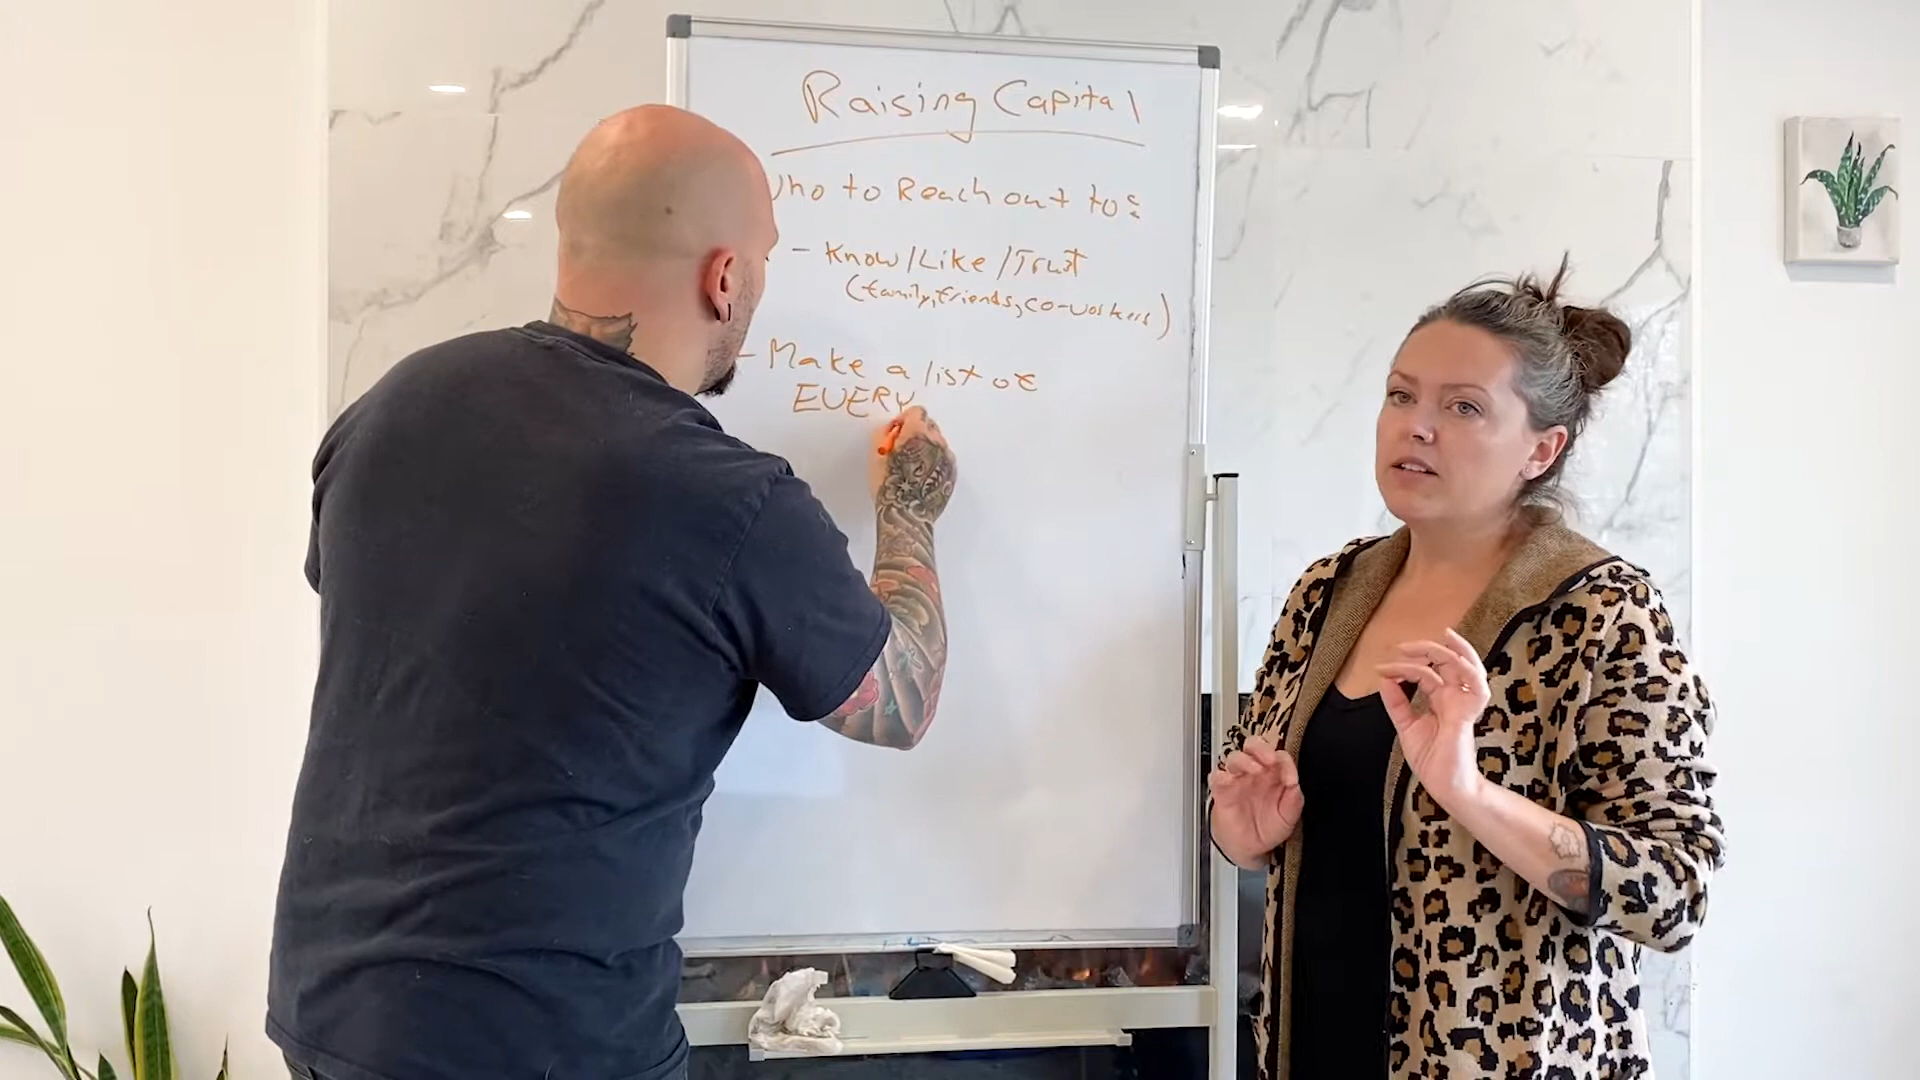 Raising Capital
Who to Reach out to:
- Know/Like/Trust
(family, friends, co-workers)
- Make a list of
EVERY